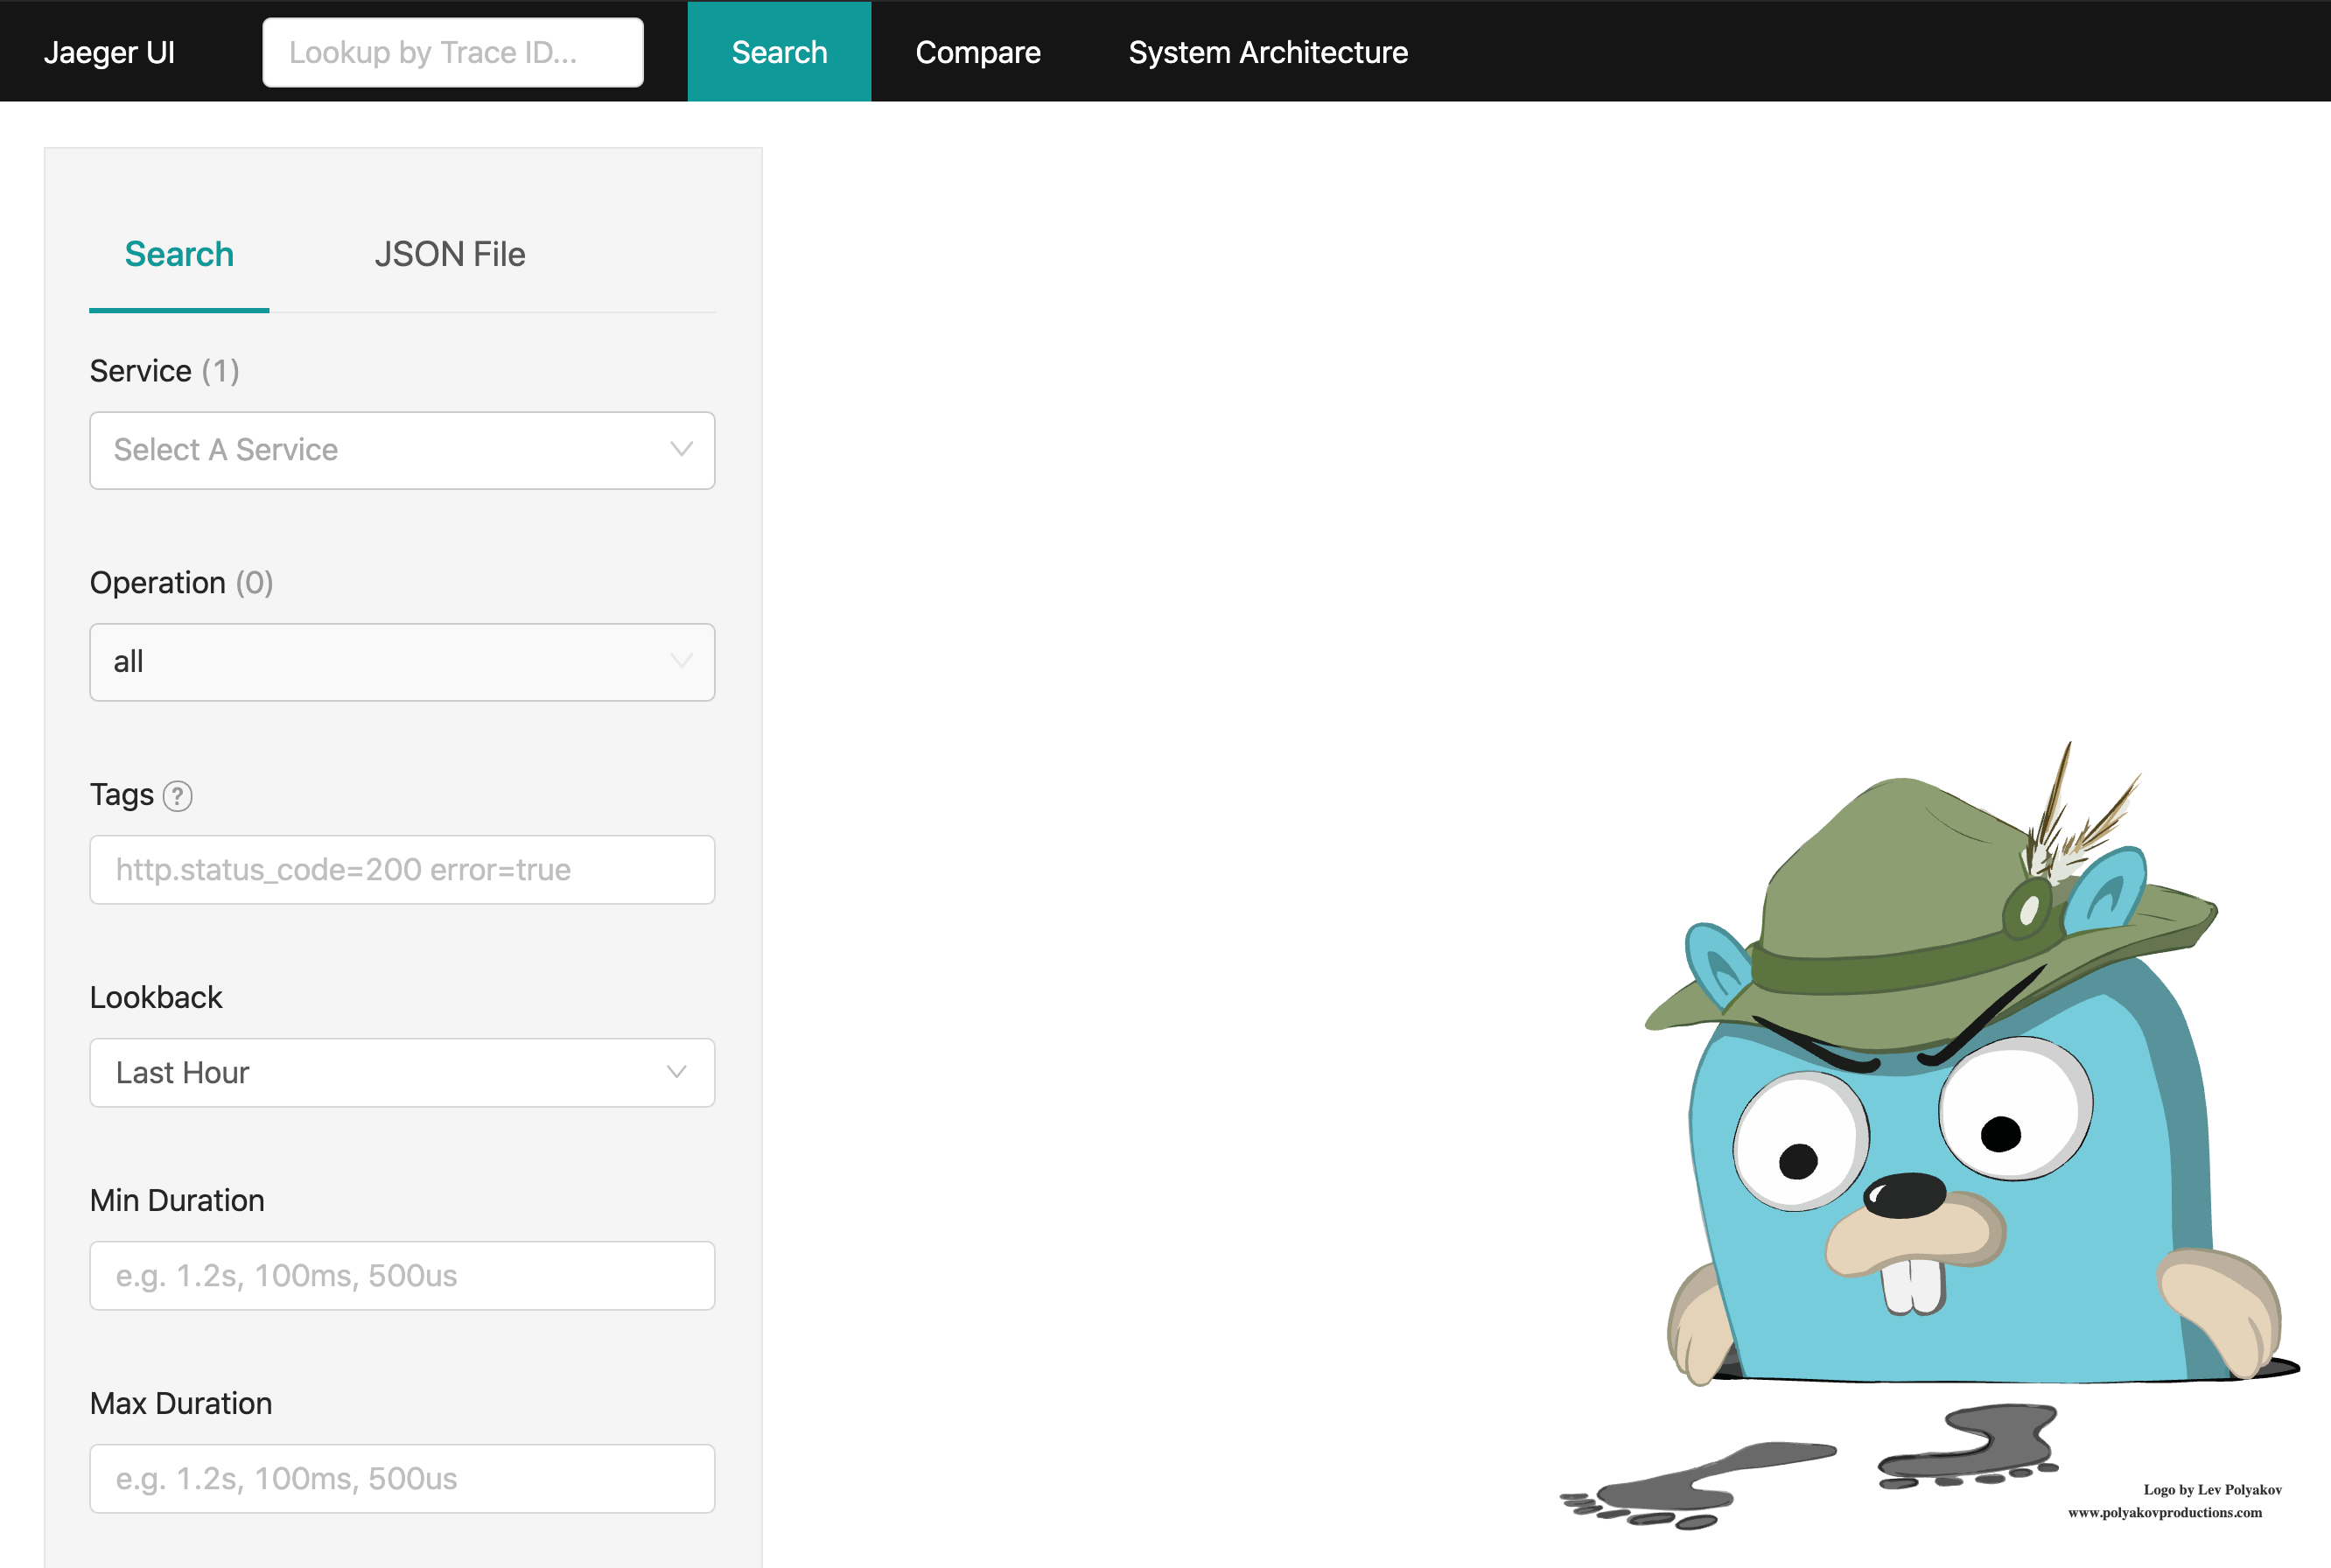 Jaeger UI
Lookup by Trace ID...
Search
Compare
System Architecture
Search
JSON File
Service (1)
Select A Service
Operation (0)
all
Tags ?
http.status_code=200 error=true
Lookback
Last Hour
Min Duration
e.g. 1.2s, 100ms, 500us
Max Duration
e.g. 1.2s, 100ms, 500us
Logo by Lev Polyakov
www.polyakovproductions.com